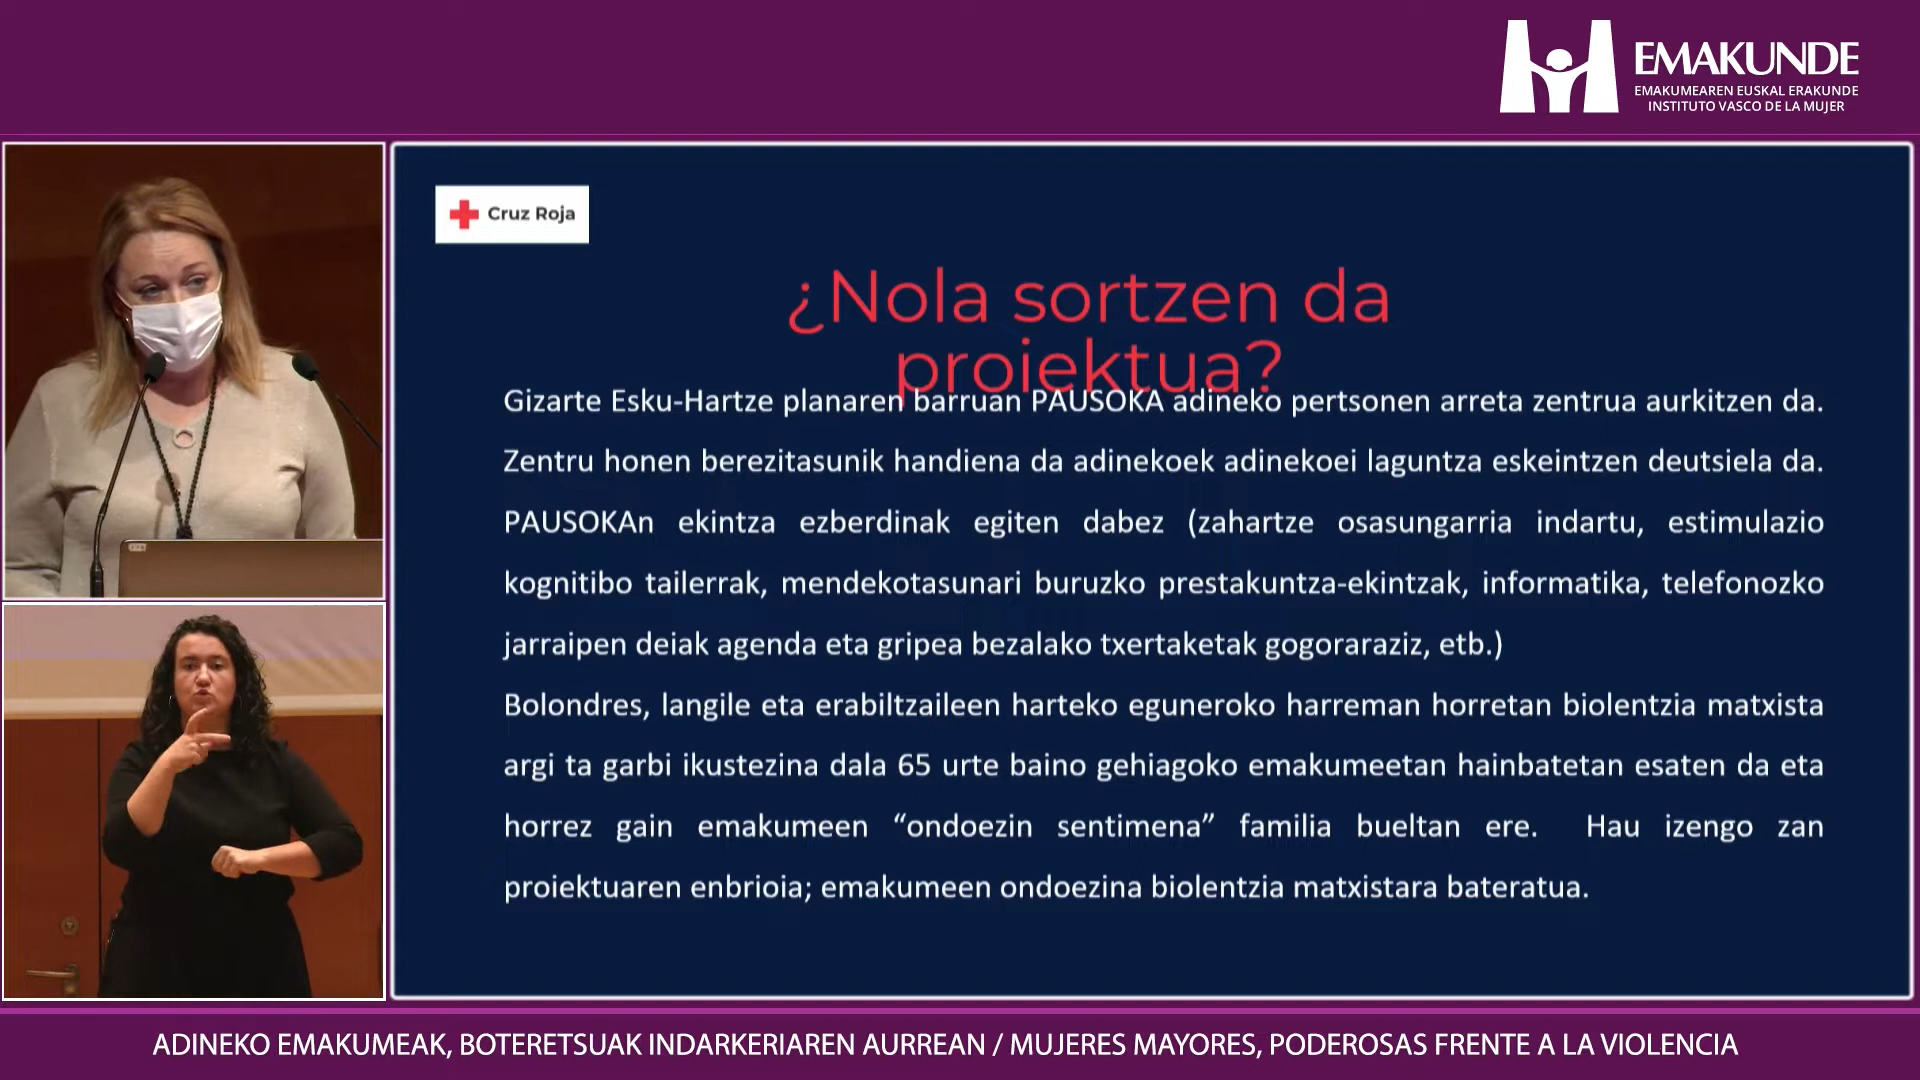 EMAKUNDE
EMAKUMEAREN EUSKAL ERAKUNDE
INSTITUTO VASCO DE LA MUJER
Cruz Roja
¿Nola sortzen da
proiektua?
Gizarte Esku-Hartze planaren barruan PAUSOKA adineko pertsonen arreta zentrua aurkitzen da.
Zentru honen berezitasunik handiena da adinekoek adinekoei laguntza eskeintzen deutsiela da.
PAUSOKAn ekintza ezberdinak egiten dabez (zahartze osasungarria indartu, estimulazio
kognitibo tailerrak, mendekotasunari buruzko prestakuntza-ekintzak, informatika, telefonozko
jarraipen deiak agenda eta gripea bezalako txertaketak gogoraraziz, etb.)
Bolondres, langile eta erabiltzaileen harteko eguneroko harreman horretan biolentzia matxista
argi ta garbi ikustezina dala 65 urte baino gehiagoko emakumeetan hainbatetan esaten da eta
horrez gain emakumeen “ondoezin sentimena” familia bueltan ere. Hau izengo zan
proiektuaren enbrioia; emakumeen ondoezina biolentzia matxistara bateratua.
ADINEKO EMAKUMEAK, BOTERETSUAK INDARKERIAREN AURREAN / MUJERES MAYORES, PODEROSAS FRENTE A LA VIOLENCIA